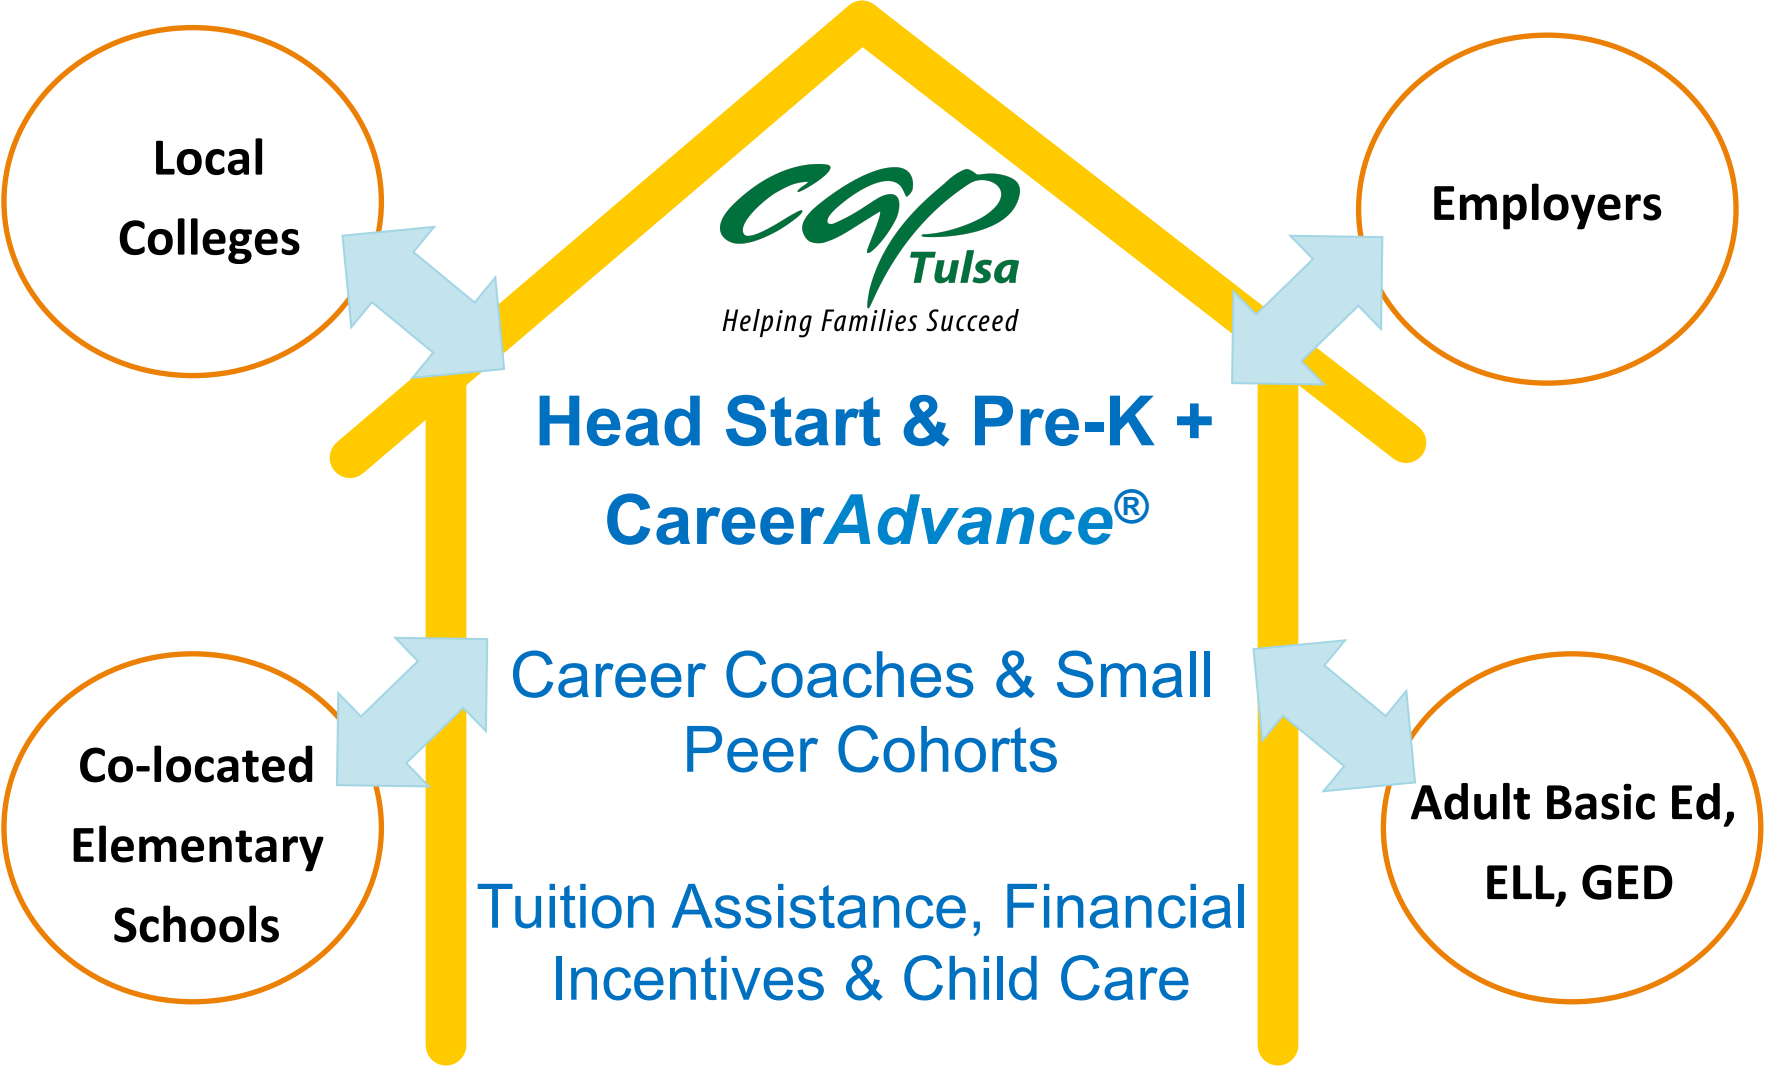 Local
Colleges
Employers
cap
Tulsa
Helping Families Succeed
Head Start & Pre-K +
CareerAdvance®
Career Coaches & Small
Peer Cohorts
Co-located
Elementary
Schools
Adult Basic Ed,
ELL, GED
Tuition Assistance, Financial
Incentives & Child Care